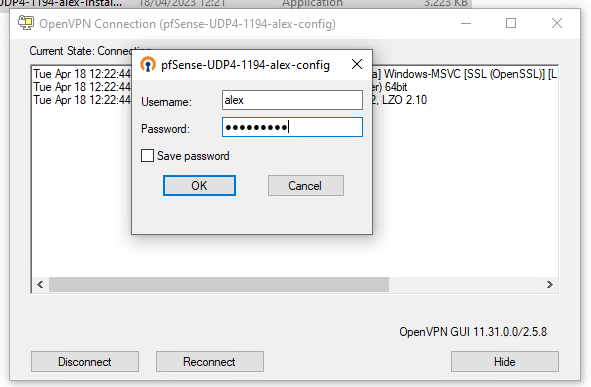 UDP4-1194-alex-instal... 18/04/2023 12:21 Application 3.223 KB
OpenVPN Connection (pfSense-UDP4-1194-alex-config)
Current State: Connecting
pfSense-UDP4-1194-alex-config
Tue Apr 18 12:22:44 a] Windows-MSVC [SSL (OpenSSL)] [L
Tue Apr 18 12:22:44 er) 64bit
Tue Apr 18 12:22:44 2, LZO 2.10
Username: alex
Password: ●●●●●●●●●
Save password
OK Cancel
OpenVPN GUI 11.31.0.0/2.5.8
Disconnect Reconnect Hide